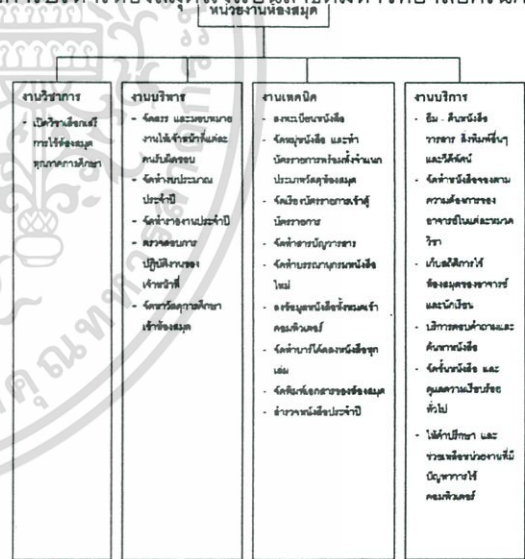 หน่วยงานห้องสมุด
งานวิชาการ
- เปิดวิชาเลือกเสรี
การใช้ห้องสมุด
ทุกภาคการศึกษา
งานบริหาร
- จัดสรร และมอบหมาย
งานให้เจ้าหน้าที่แต่ละ
คนรับผิดชอบ
- จัดทำงบประมาณ
ประจำปี
- จัดทำรายงานประจำปี
- ตรวจสอบการ
ปฏิบัติงานของ
เจ้าหน้าที่
- จัดหาวัสดุการศึกษา
เข้าห้องสมุด
งานเทคนิค
- ลงทะเบียนหนังสือ
- จัดหมู่หนังสือ และทำ
บัตรรายการพร้อมทั้งจำแนก
ประเภทวัสดุห้องสมุด
- จัดเรียงบัตรรายการเข้าตู้
บัตรรายการ
- จัดทำสารบัญวารสาร
- จัดทำบรรณานุกรมหนังสือ
ใหม่
- ลงข้อมูลหนังสือทั้งหมดเข้า
คอมพิวเตอร์
- จัดทำบาร์โค้ดลงหนังสือทุก
เล่ม
- จัดพิมพ์เอกสารของห้องสมุด
- สำรวจหนังสือประจำปี
งานบริการ
- ยืม - คืนหนังสือ
วารสาร สิ่งพิมพ์อื่นๆ
และวีดิทัศน์
- จัดทำหนังสือจองตาม
ความต้องการของ
อาจารย์ในแต่ละหมวด
วิชา
- เก็บสถิติการใช้
ห้องสมุดของอาจารย์
และนักเรียน
- บริการตอบคำถามและ
ค้นหาหนังสือ
- จัดชั้นหนังสือ และ
ดูแลความเรียบร้อย
ทั่วไป
- ให้คำปรึกษา และ
ช่วยเหลือหน่วยงานที่มี
ปัญหาการใช้
คอมพิวเตอร์